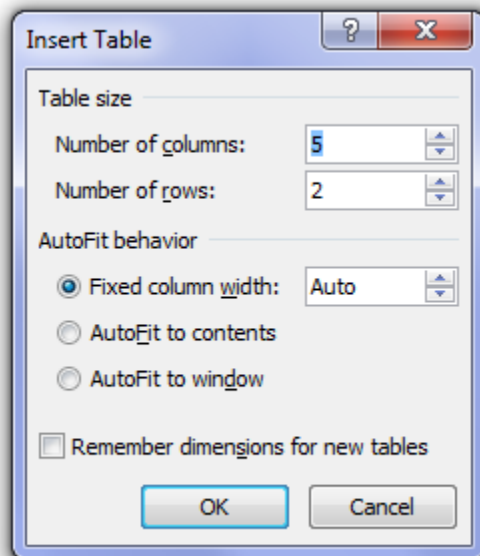 Insert Table
Table size
Number of columns: 5
Number of rows: 2
AutoFit behavior
Fixed column width: Auto
AutoFit to contents
AutoFit to window
Remember dimensions for new tables
OK Cancel